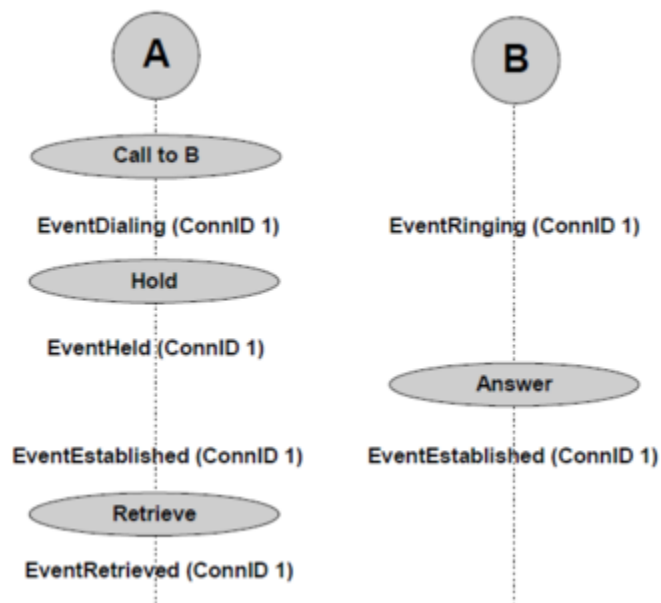 A
B
Call to B
EventDialing (ConnID 1)
EventRinging (ConnID 1)
Hold
EventHeld (ConnID 1)
Answer
EventEstablished (ConnID 1)
EventEstablished (ConnID 1)
Retrieve
EventRetrieved (ConnID 1)